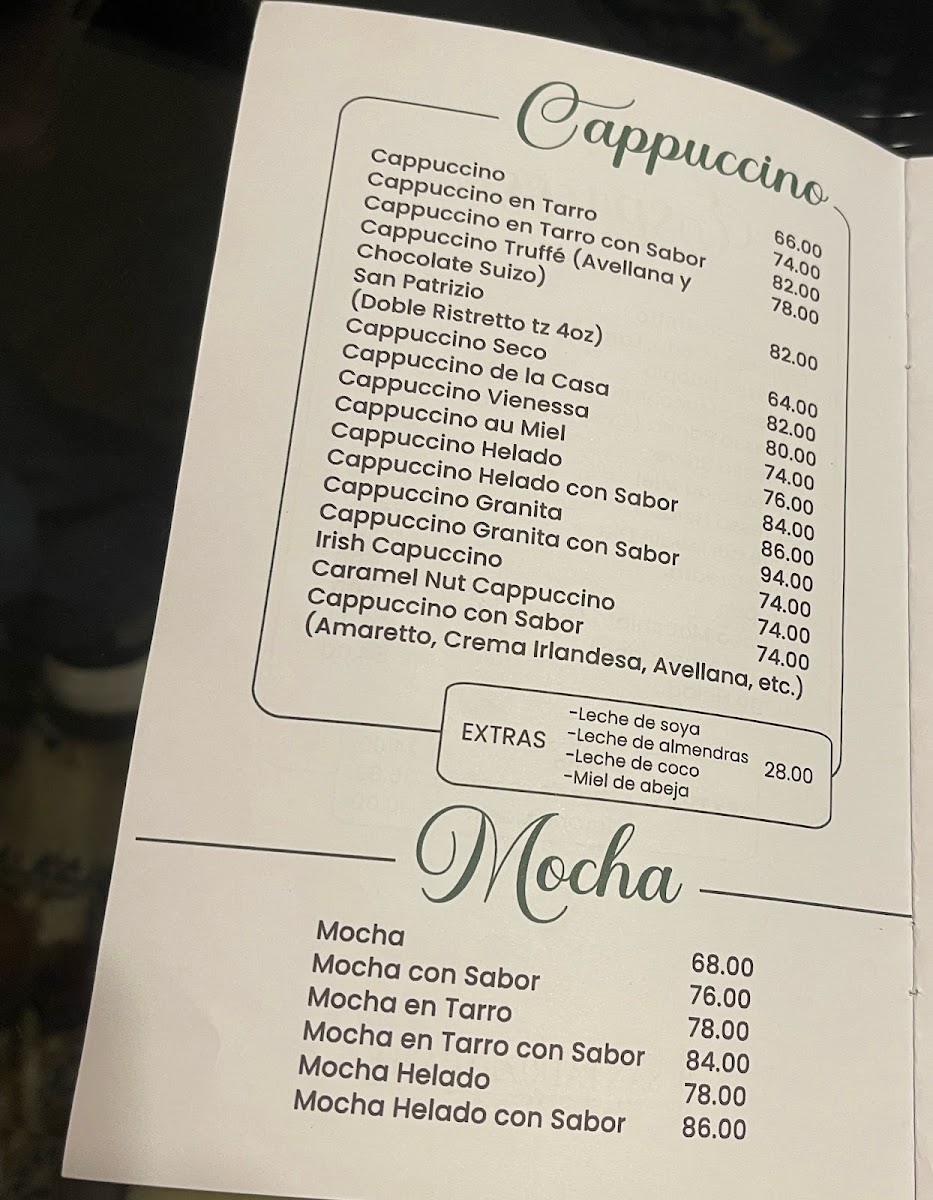 Cappuccino
Cappuccino 66.00
Cappuccino en Tarro 74.00
Cappuccino en Tarro con Sabor 82.00
Cappuccino Truffé (Avellana y 78.00
Chocolate Suizo)
San Patrizio 82.00
(Doble Ristretto tz 4oz)
Cappuccino Seco 64.00
Cappuccino de la Casa 82.00
Cappuccino Vienessa 80.00
Cappuccino au Miel 74.00
Cappuccino Helado 76.00
Cappuccino Helado con Sabor 84.00
Cappuccino Granita 86.00
Cappuccino Granita con Sabor 94.00
Irish Capuccino 74.00
Caramel Nut Cappuccino 74.00
Cappuccino con Sabor 74.00
(Amaretto, Crema Irlandesa, Avellana, etc.)
EXTRAS
-Leche de soya
-Leche de almendras
-Leche de coco
-Miel de abeja
28.00
Mocha
Mocha 68.00
Mocha con Sabor 76.00
Mocha en Tarro 78.00
Mocha en Tarro con Sabor 84.00
Mocha Helado 78.00
Mocha Helado con Sabor 86.00